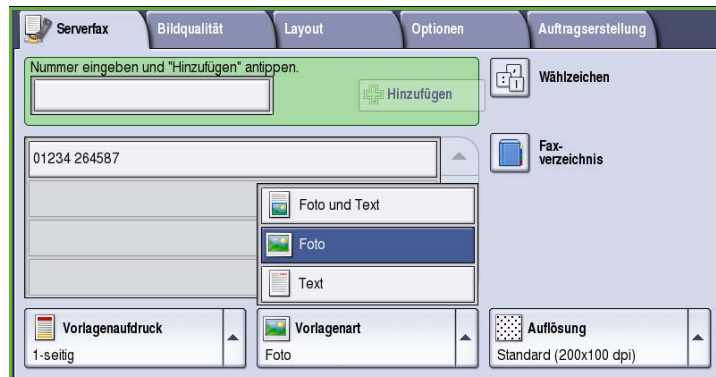 Serverfax
Bildqualität
Layout
Optionen
Auftragserstellung
Nummer eingeben und "Hinzufügen" antippen.
Hinzufügen
Wählzeichen
01234 264587
Fax-
verzeichnis
Foto und Text
Foto
Text
Vorlagenaufdruck
1-seitig
Vorlagenart
Foto
Auflösung
Standard (200x100 dpi)